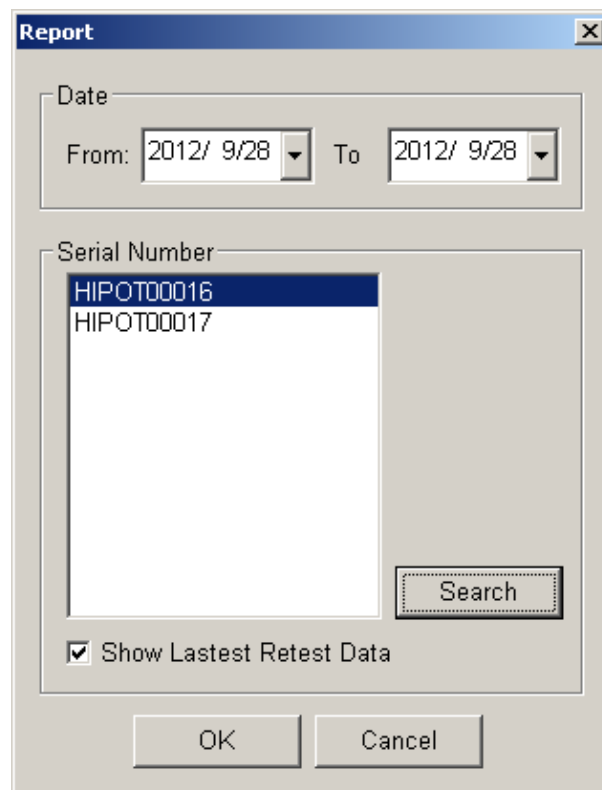 Report
Date
From: 2012/ 9/28 To 2012/ 9/28
Serial Number
HIPOT00016
HIPOT00017
Search
Show Lastest Retest Data
OK Cancel